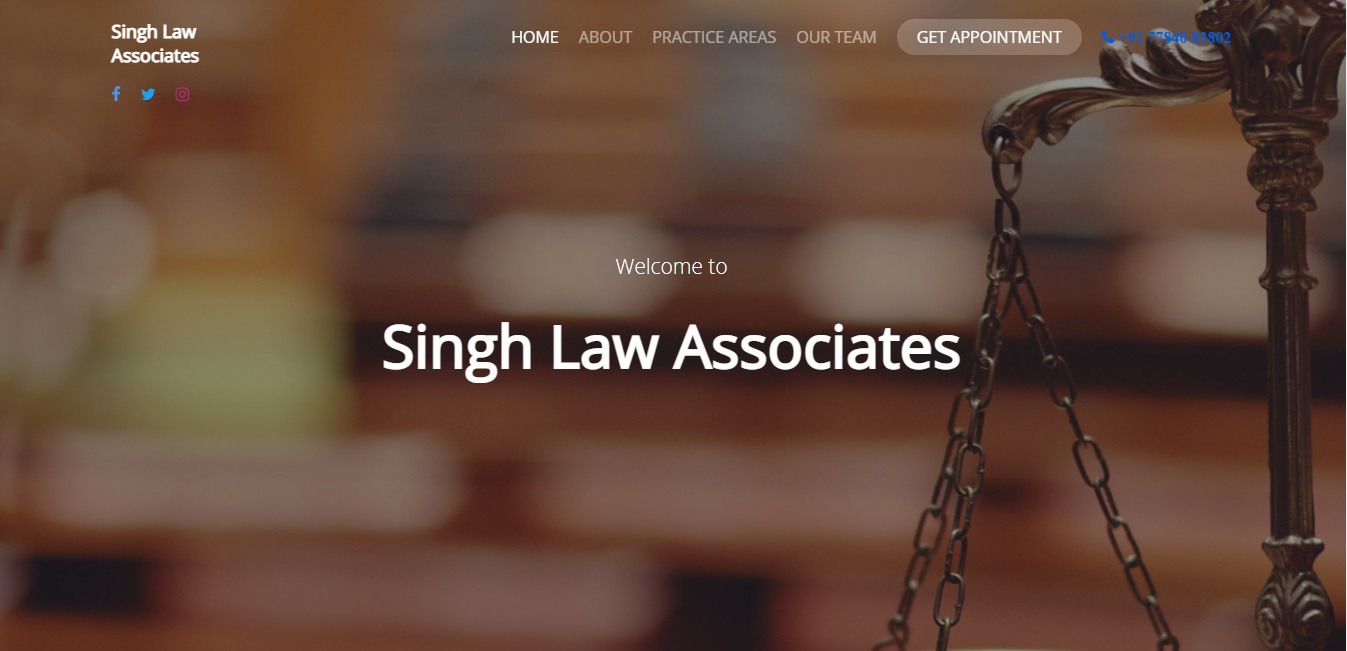 Singh Law
Associates
HOME ABOUT PRACTICE AREAS OUR TEAM GET APPOINTMENT +91 77840 83802
Welcome to
Singh Law Associates